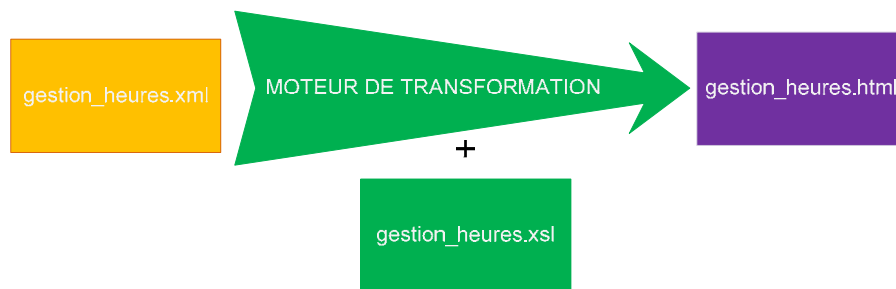 gestion_heures.xml
MOTEUR DE TRANSFORMATION
gestion_heures.html
+
gestion_heures.xsl